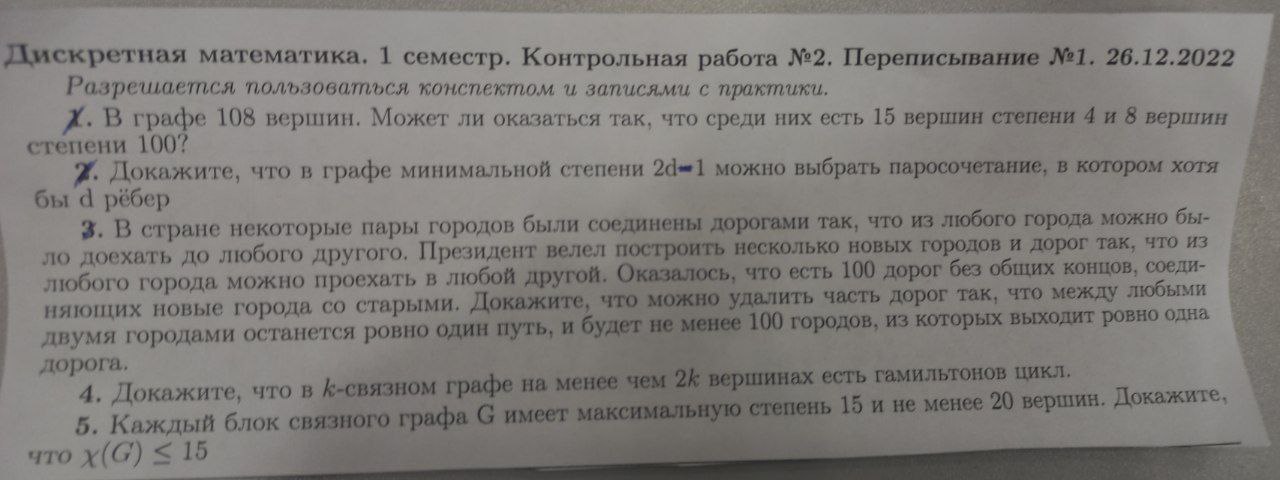 Дискретная математика. 1 семестр. Контрольная работа №2. Переписывание №1. 26.12.2022
Разрешается пользоваться конспектом и записями с практики.
1. В графе 108 вершин. Может ли оказаться так, что среди них есть 15 вершин степени 4 и 8 вершин
степени 100?
2. Докажите, что в графе минимальной степени 2d-1 можно выбрать паросочетание, в котором хотя
бы d рёбер
3. В стране некоторые пары городов были соединены дорогами так, что из любого города можно бы-
ло доехать до любого другого. Президент велел построить несколько новых городов и дорог так, что из
любого города можно проехать в любой другой. Оказалось, что есть 100 дорог без общих концов, соеди-
няющих новые города со старыми. Докажите, что можно удалить часть дорог так, что между любыми
двумя городами останется ровно один путь, и будет не менее 100 городов, из которых выходит ровно одна
дорога.
4. Докажите, что в k-связном графе на менее чем 2k вершинах есть гамильтонов цикл.
5. Каждый блок связного графа G имеет максимальную степень 15 и не менее 20 вершин. Докажите,
что χ(G) ≤ 15